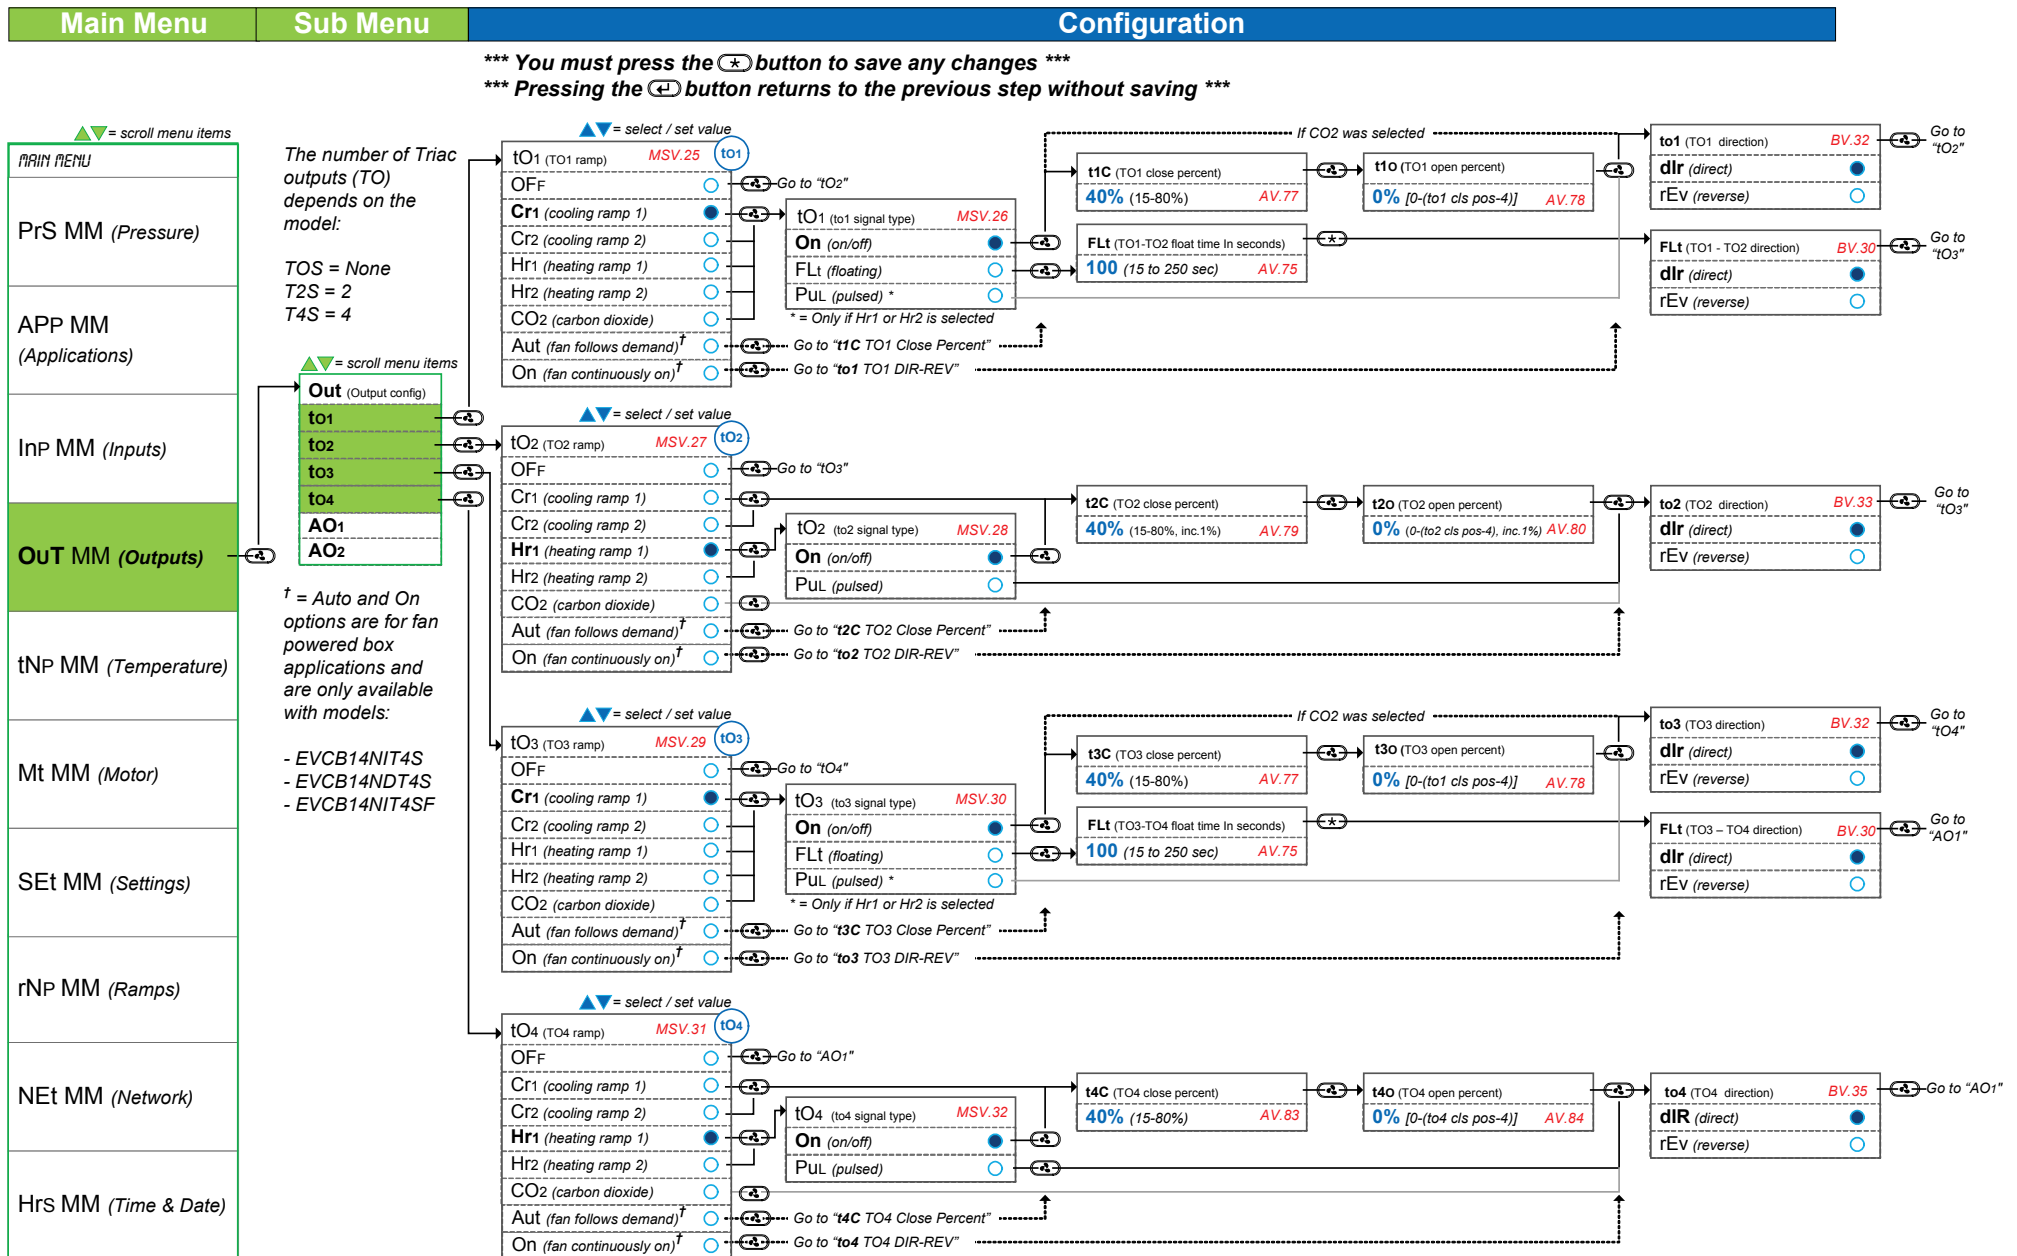 Main Menu
Sub Menu
Configuration
*** You must press the * button to save any changes ***
*** Pressing the ↵ button returns to the previous step without saving ***
= scroll menu items
MAIN MENU
PrS MM (Pressure)
APP MM
(Applications)
InP MM (Inputs)
OuT MM (Outputs)
tNP MM (Temperature)
Mt MM (Motor)
SEt MM (Settings)
rNP MM (Ramps)
NEt MM (Network)
HrS MM (Time & Date)
The number of Triac
outputs (TO)
depends on the
model:
TOS = None
T2S = 2
T4S = 4
= scroll menu items
Out (Output config)
to1
to2
to3
to4
AO1
AO2
† = Auto and On
options are for fan
powered box
applications and
are only available
with models:
- EVCB14NIT4S
- EVCB14NDT4S
- EVCB14NIT4SF
= select / set value
tO1 (TO1 ramp) MSV.25
to1
OFF
Go to “tO2"
Cr1 (cooling ramp 1)
Cr2 (cooling ramp 2)
Hr1 (heating ramp 1)
Hr2 (heating ramp 2)
CO2 (carbon dioxide)
Aut (fan follows demand)†
Go to “t1C TO1 Close Percent”
On (fan continuously on)†
Go to “to1 TO1 DIR-REV”
tO1 (to1 signal type) MSV.26
On (on/off)
FLt (floating)
PuL (pulsed) *
* = Only if Hr1 or Hr2 is selected
If CO2 was selected
t1C (TO1 close percent)
40% (15-80%) AV.77
t1O (TO1 open percent)
0% [0-(to1 cls pos-4)] AV.78
FLt (TO1-TO2 float time In seconds)
100 (15 to 250 sec) AV.75
to1 (TO1 direction) BV.32
dIr (direct)
rEv (reverse)
Go to
"tO2"
FLt (TO1 - TO2 direction) BV.30
dIr (direct)
rEv (reverse)
Go to
"tO3"
= select / set value
tO2 (TO2 ramp) MSV.27
tO2
OFF
Go to “tO3"
Cr1 (cooling ramp 1)
Cr2 (cooling ramp 2)
Hr1 (heating ramp 1)
Hr2 (heating ramp 2)
CO2 (carbon dioxide)
Aut (fan follows demand)†
Go to “t2C TO2 Close Percent”
On (fan continuously on)†
Go to “to2 TO2 DIR-REV”
tO2 (to2 signal type) MSV.28
On (on/off)
PuL (pulsed)
t2C (TO2 close percent)
40% (15-80%, inc.1%) AV.79
t2O (TO2 open percent)
0% (0-(to2 cls pos-4), inc.1%) AV.80
to2 (TO2 direction) BV.33
dIr (direct)
rEv (reverse)
Go to
"tO3"
= select / set value
tO3 (TO3 ramp) MSV.29
tO3
OFF
Go to “tO4"
Cr1 (cooling ramp 1)
Cr2 (cooling ramp 2)
Hr1 (heating ramp 1)
Hr2 (heating ramp 2)
CO2 (carbon dioxide)
Aut (fan follows demand)†
Go to “t3C TO3 Close Percent”
On (fan continuously on)†
Go to “to3 TO3 DIR-REV”
tO3 (to3 signal type) MSV.30
On (on/off)
FLt (floating)
PuL (pulsed) *
* = Only if Hr1 or Hr2 is selected
If CO2 was selected
t3C (TO3 close percent)
40% (15-80%) AV.77
t3O (TO3 open percent)
0% [0-(to1 cls pos-4)] AV.78
FLt (TO3-TO4 float time In seconds)
100 (15 to 250 sec) AV.75
to3 (TO3 direction) BV.32
dIr (direct)
rEv (reverse)
Go to
"tO4"
FLt (TO3 – TO4 direction) BV.30
dIr (direct)
rEv (reverse)
Go to
"AO1"
= select / set value
tO4 (TO4 ramp) MSV.31
tO4
OFF
Go to “AO1"
Cr1 (cooling ramp 1)
Cr2 (cooling ramp 2)
Hr1 (heating ramp 1)
Hr2 (heating ramp 2)
CO2 (carbon dioxide)
Aut (fan follows demand)†
Go to “t4C TO4 Close Percent”
On (fan continuously on)†
Go to “to4 TO4 DIR-REV”
tO4 (to4 signal type) MSV.32
On (on/off)
PuL (pulsed)
t4C (TO4 close percent)
40% (15-80%) AV.83
t4O (TO4 open percent)
0% [0-(to4 cls pos-4)] AV.84
to4 (TO4 direction) BV.35
dIR (direct)
rEv (reverse)
Go to “AO1"